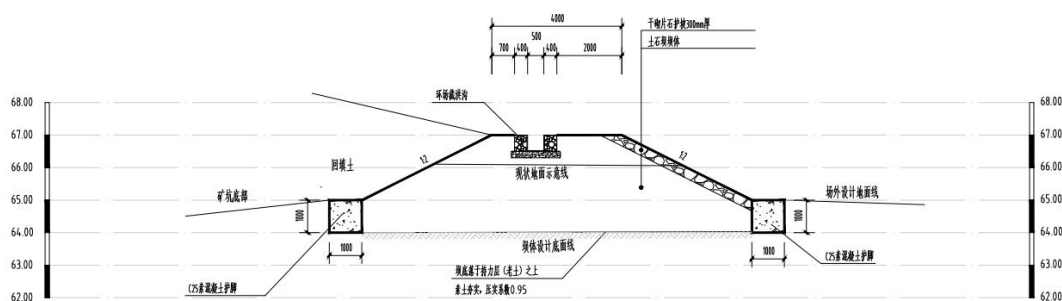 4000
500
700
400
400
2000
干砌片石护坡300mm厚
土石坝坝体
环场截洪沟
68.00
68.00
67.00
67.00
66.00
66.00
65.00
65.00
64.00
64.00
63.00
63.00
62.00
62.00
1:2
1:2
回填土
现状地面示意线
矿坑底部
场外设计地面线
1000
1000
坝体设计底面线
1000
1000
C25素混凝土护脚
C25素混凝土护脚
坝底基于持力层（老土）之上
素土夯实，压实系数0.95